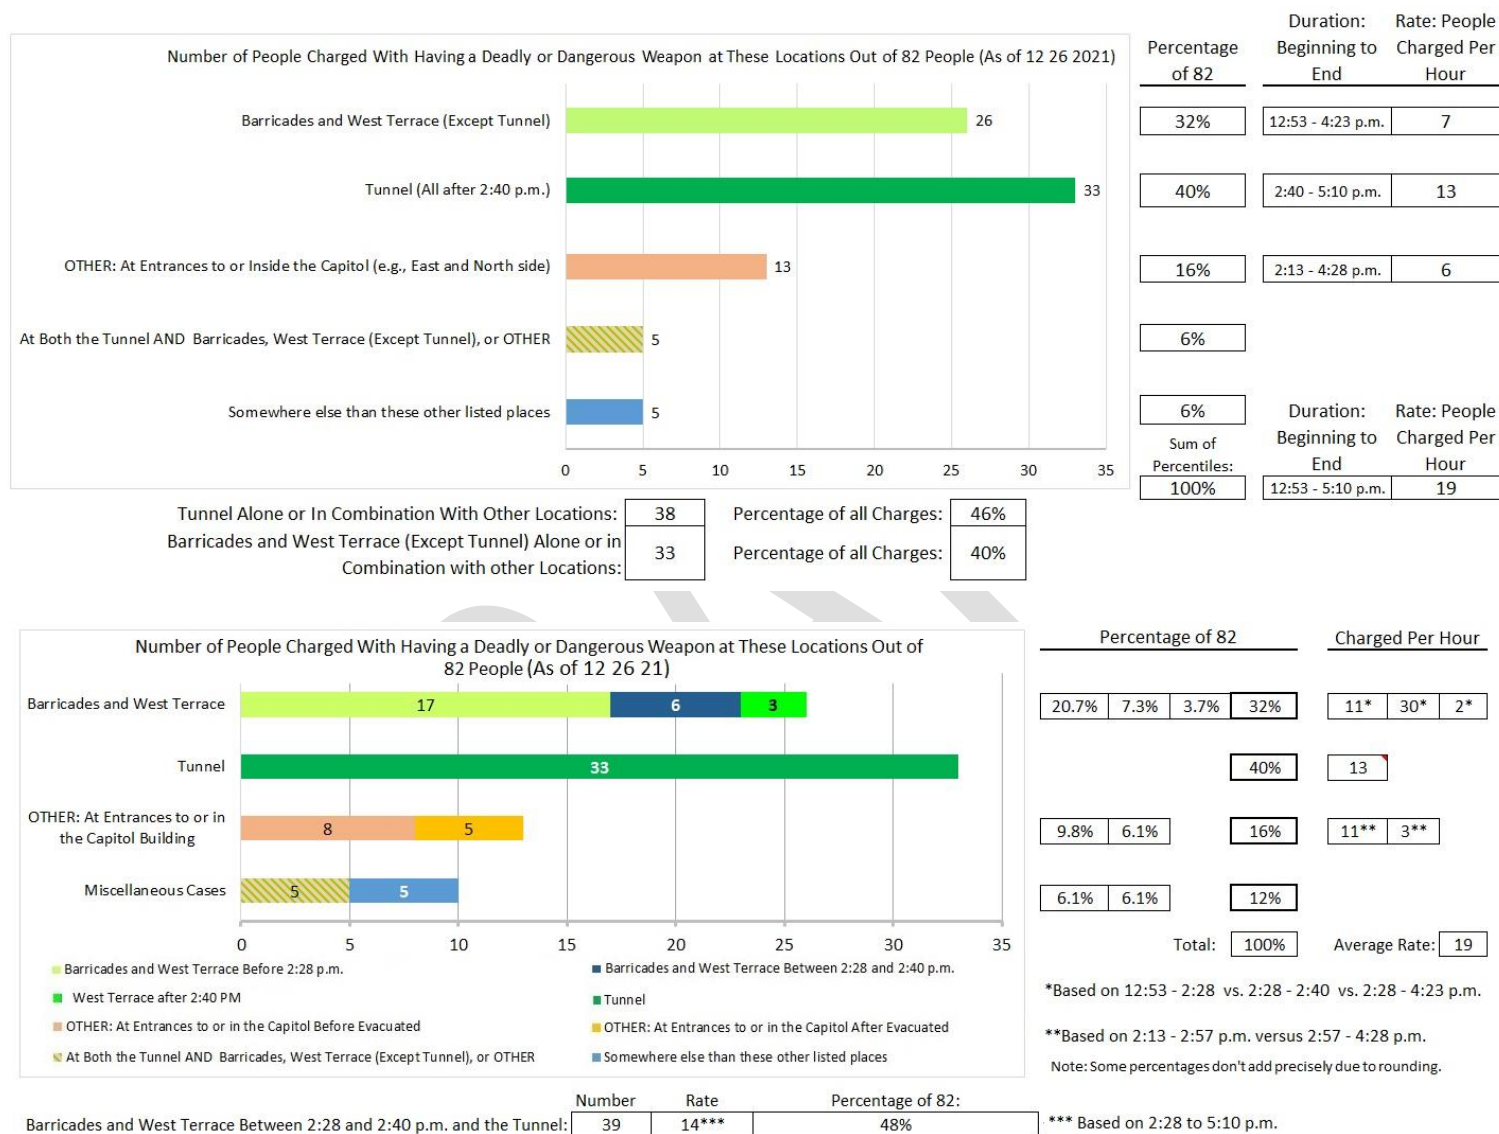 Duration: Rate: People
Percentage Beginning to Charged Per
of 82 End Hour
Number of People Charged With Having a Deadly or Dangerous Weapon at These Locations Out of 82 People (As of 12 26 2021)
Barricades and West Terrace (Except Tunnel) 26 32% 12:53 - 4:23 p.m. 7
Tunnel (All after 2:40 p.m.) 33 40% 2:40 - 5:10 p.m. 13
OTHER: At Entrances to or Inside the Capitol (e.g., East and North side) 13 16% 2:13 - 4:28 p.m. 6
At Both the Tunnel AND Barricades, West Terrace (Except Tunnel), or OTHER 5 6%
Somewhere else than these other listed places 5 6% Duration: Rate: People
Sum of Beginning to Charged Per
Percentiles: End Hour
0 5 10 15 20 25 30 35
100% 12:53 - 5:10 p.m. 19
Tunnel Alone or In Combination With Other Locations: 38 Percentage of all Charges: 46%
Barricades and West Terrace (Except Tunnel) Alone or in
Combination with other Locations: 33 Percentage of all Charges: 40%
Number of People Charged With Having a Deadly or Dangerous Weapon at These Locations Out of
82 People (As of 12 26 21)
Percentage of 82 Charged Per Hour
Barricades and West Terrace 17 6 3 20.7% 7.3% 3.7% 32% 11* 30* 2*
Tunnel 33 40% 13
OTHER: At Entrances to or in
the Capitol Building 8 5 9.8% 6.1% 16% 11** 3**
Miscellaneous Cases 5 5 6.1% 6.1% 12%
0 5 10 15 20 25 30 35
Total: 100% Average Rate: 19
Barricades and West Terrace Before 2:28 p.m. Barricades and West Terrace Between 2:28 and 2:40 p.m.
West Terrace after 2:40 PM Tunnel
OTHER: At Entrances to or in the Capitol Before Evacuated OTHER: At Entrances to or in the Capitol After Evacuated
At Both the Tunnel AND Barricades, West Terrace (Except Tunnel), or OTHER Somewhere else than these other listed places
*Based on 12:53 - 2:28 vs. 2:28 - 2:40 vs. 2:28 - 4:23 p.m.
**Based on 2:13 - 2:57 p.m. versus 2:57 - 4:28 p.m.
Note: Some percentages don't add precisely due to rounding.
Number Rate Percentage of 82:
Barricades and West Terrace Between 2:28 and 2:40 p.m. and the Tunnel: 39 14*** 48% *** Based on 2:28 to 5:10 p.m.